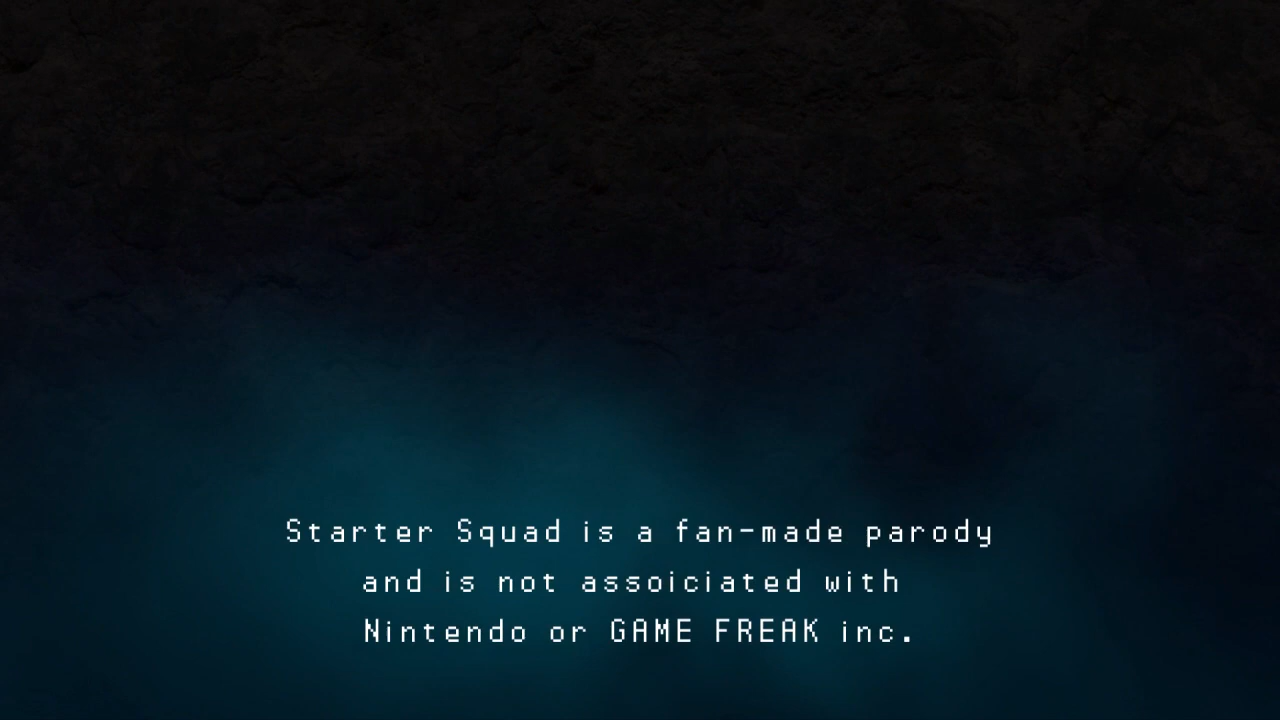 Starter Squad is a fan-made parody
and is not assoiciated with
Nintendo or GAME FREAK inc.